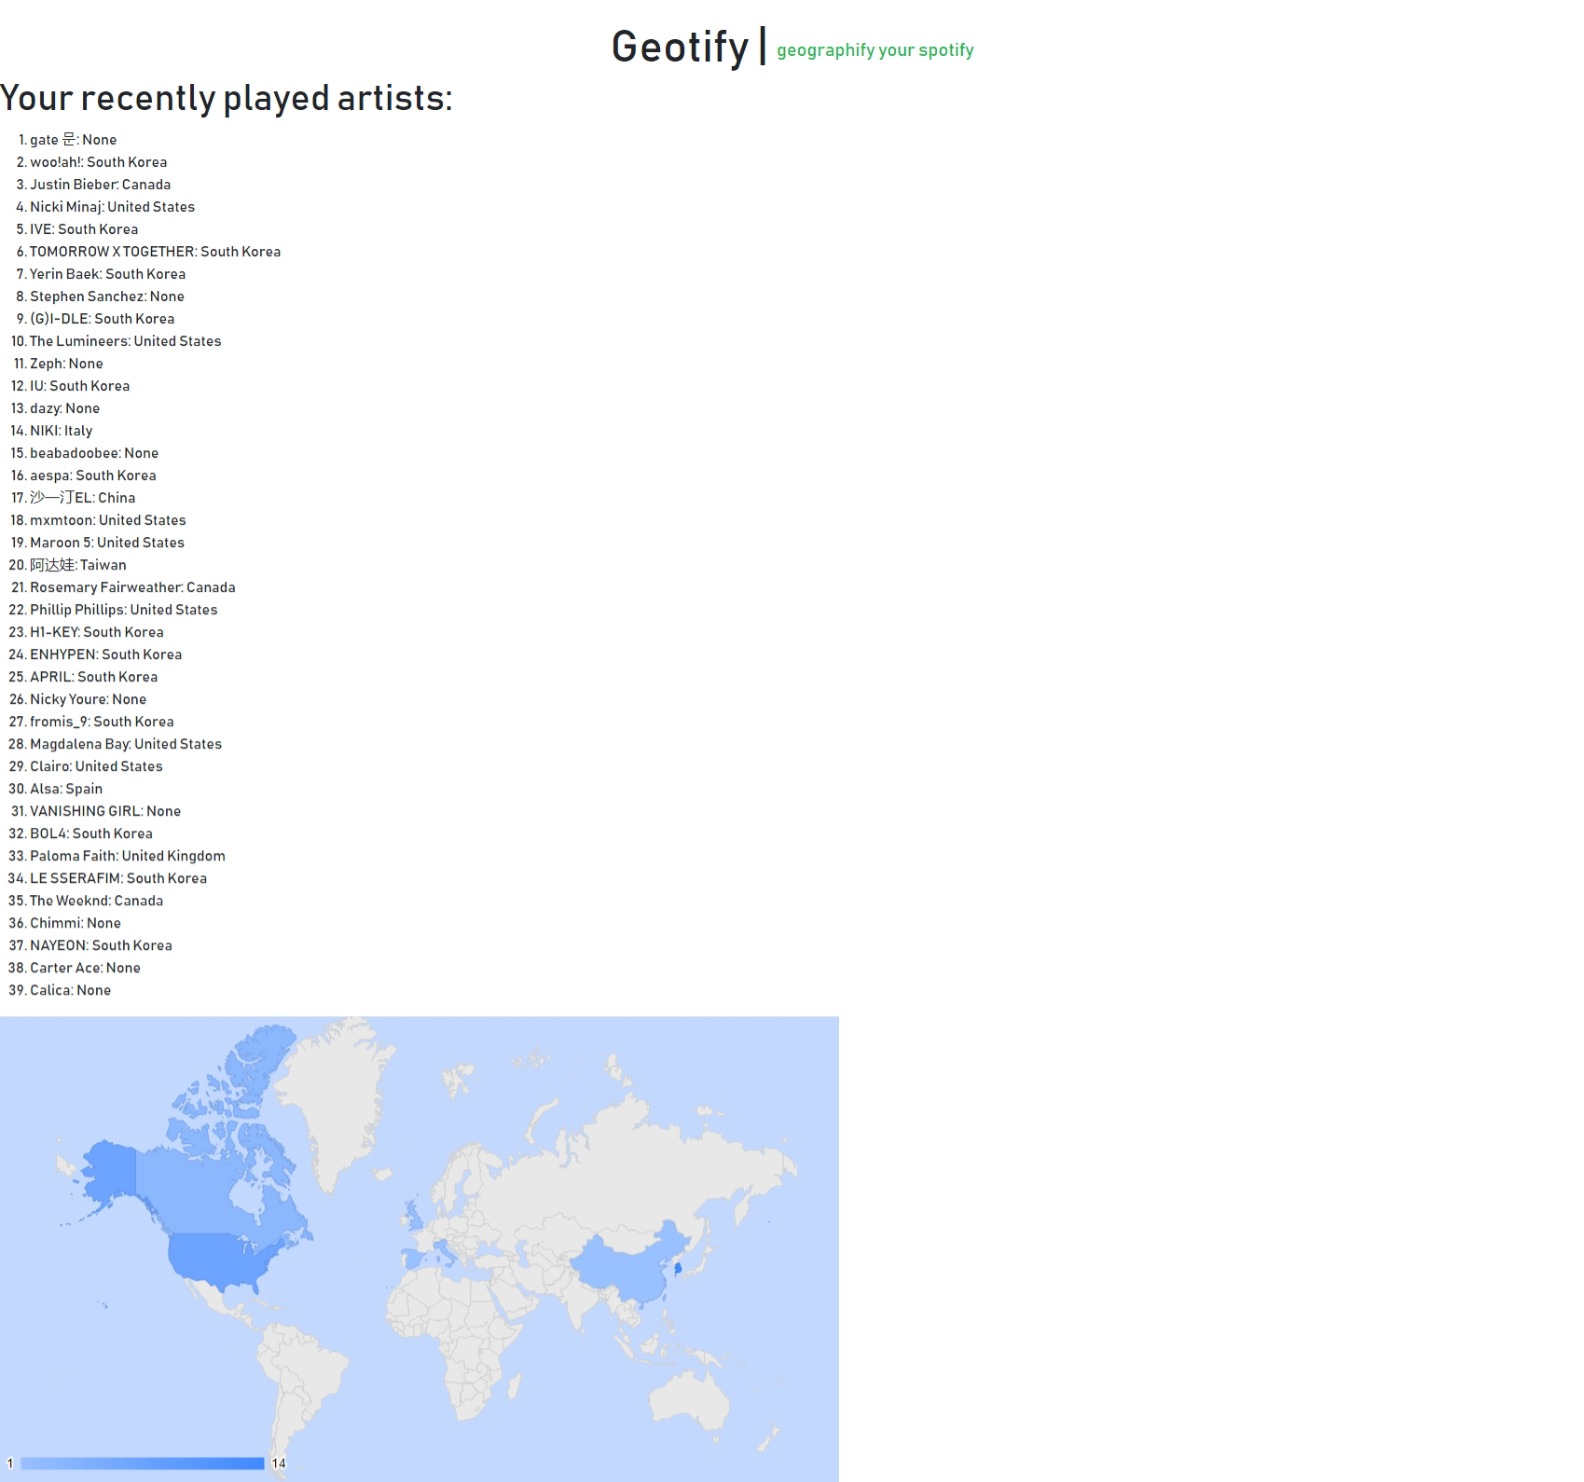 Geotify | geographify your spotify
Your recently played artists:
1. gate 문: None
2. woo!ah!: South Korea
3. Justin Bieber: Canada
4. Nicki Minaj: United States
5. IVE: South Korea
6. TOMORROW X TOGETHER: South Korea
7. Yerin Baek: South Korea
8. Stephen Sanchez: None
9. (G)I-DLE: South Korea
10. The Lumineers: United States
11. Zeph: None
12. IU: South Korea
13. dazy: None
14. NIKI: Italy
15. beabadoobee: None
16. aespa: South Korea
17. 沙一汀EL: China
18. mxmtoon: United States
19. Maroon 5: United States
20. 阿达娃: Taiwan
21. Rosemary Fairweather: Canada
22. Phillip Phillips: United States
23. H1-KEY: South Korea
24. ENHYPEN: South Korea
25. APRIL: South Korea
26. Nicky Youre: None
27. fromis_9: South Korea
28. Magdalena Bay: United States
29. Clairo: United States
30. Alsa: Spain
31. VANISHING GIRL: None
32. BOL4: South Korea
33. Paloma Faith: United Kingdom
34. LE SSERAFIM: South Korea
35. The Weeknd: Canada
36. Chimmi: None
37. NAYEON: South Korea
38. Carter Ace: None
39. Calica: None
1 14